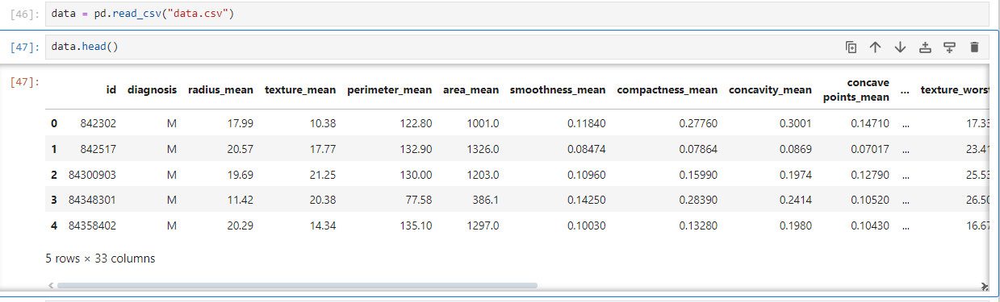 [46]: data = pd.read_csv("data.csv")
[47]: data.head()
[47]:
id diagnosis radius_mean texture_mean perimeter_mean area_mean smoothness_mean compactness_mean concavity_mean concave points_mean ... texture_worst
0 842302 M 17.99 10.38 122.80 1001.0 0.11840 0.27760 0.3001 0.14710 ... 17.33
1 842517 M 20.57 17.77 132.90 1326.0 0.08474 0.07864 0.0869 0.07017 ... 23.41
2 84300903 M 19.69 21.25 130.00 1203.0 0.10960 0.15990 0.1974 0.12790 ... 25.53
3 84348301 M 11.42 20.38 77.58 386.1 0.14250 0.28390 0.2414 0.10520 ... 26.50
4 84358402 M 20.29 14.34 135.10 1297.0 0.10030 0.13280 0.1980 0.10430 ... 16.67
5 rows × 33 columns